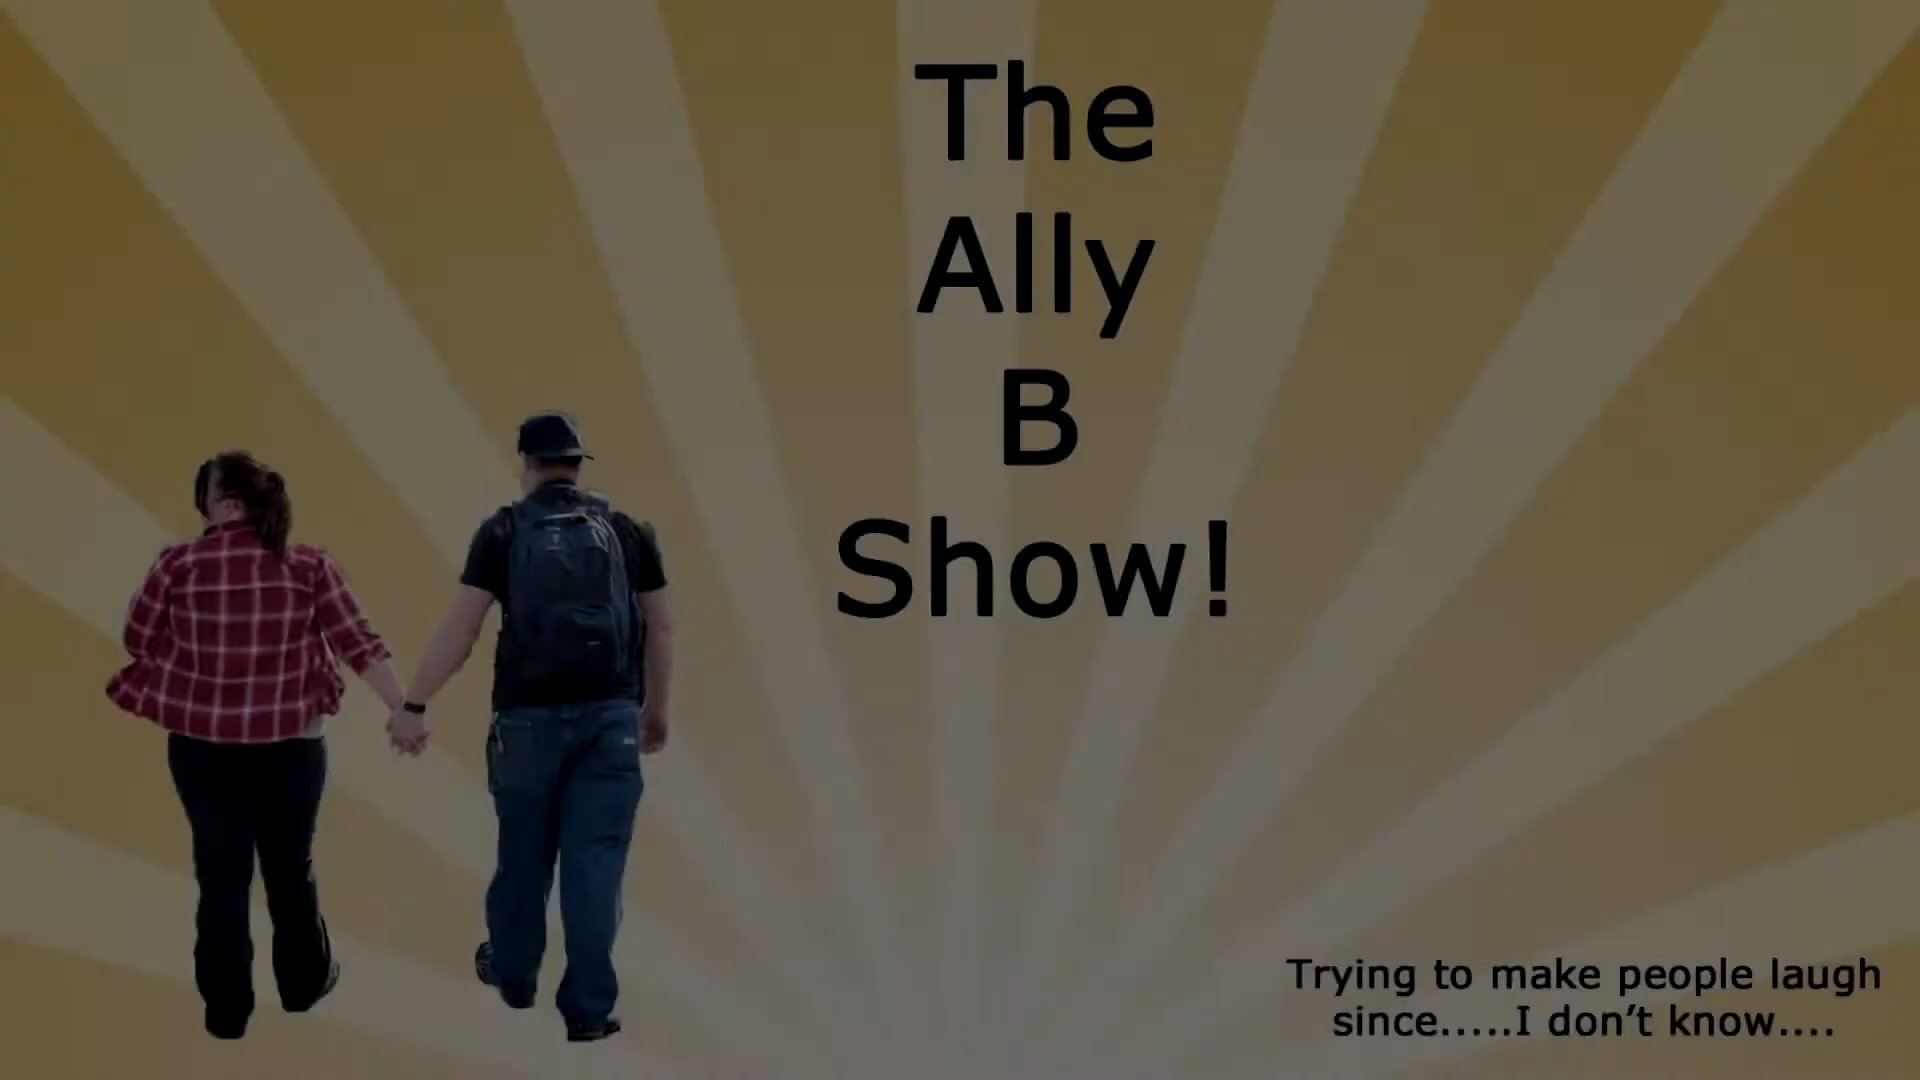 The
Ally
B
Show!
Trying to make people laugh
since.....I don't know....